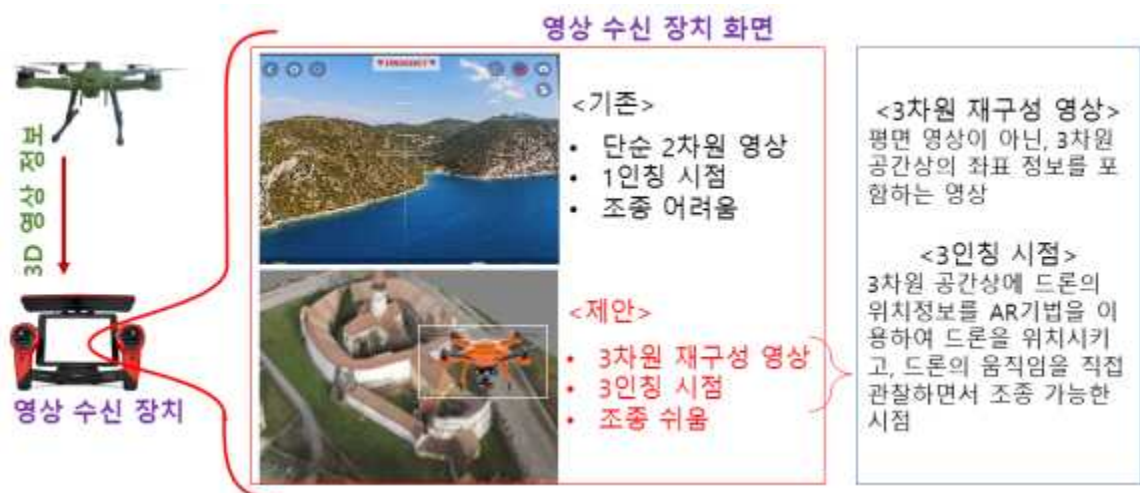 영상 수신 장치 화면
3D 영상 정보
영상 수신 장치
<기존>
• 단순 2차원 영상
• 1인칭 시점
• 조종 어려움
<제안>
• 3차원 재구성 영상
• 3인칭 시점
• 조종 쉬움
<3차원 재구성 영상>
평면 영상이 아닌, 3차원
공간상의 좌표 정보를 포
함하는 영상
<3인칭 시점>
3차원 공간상에 드론의
위치정보를 AR기법을 이
용하여 드론을 위치시키
고, 드론의 움직임을 직접
관찰하면서 조종 가능한
시점